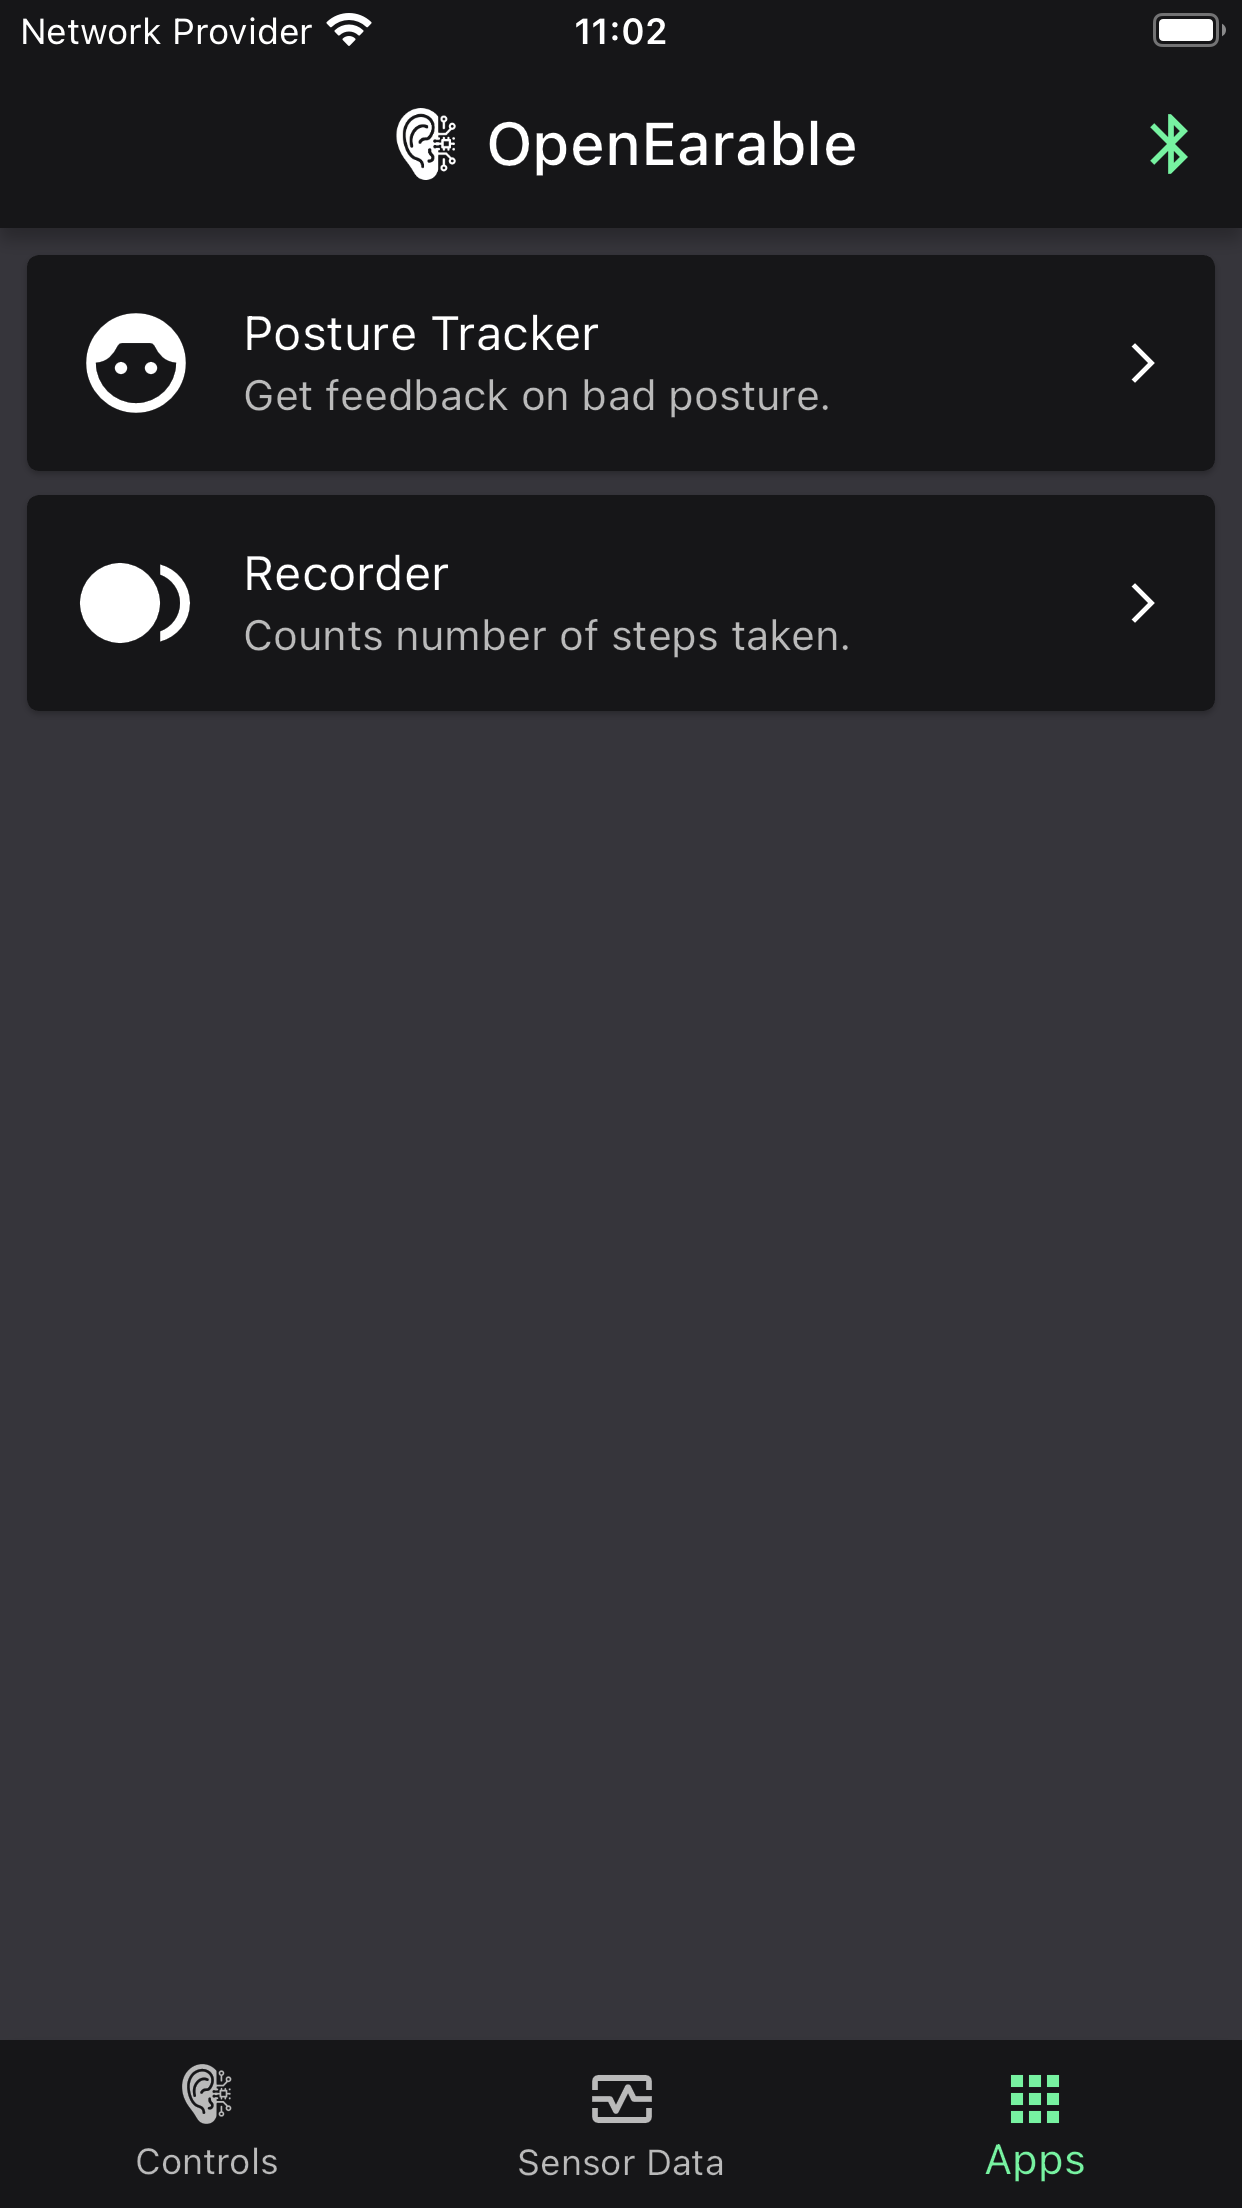 Network Provider 11:02
OpenEarable
Posture Tracker
Get feedback on bad posture.
Recorder
Counts number of steps taken.
Controls Sensor Data Apps